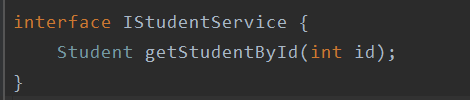 interface IStudentService {
    Student getStudentById(int id);
}